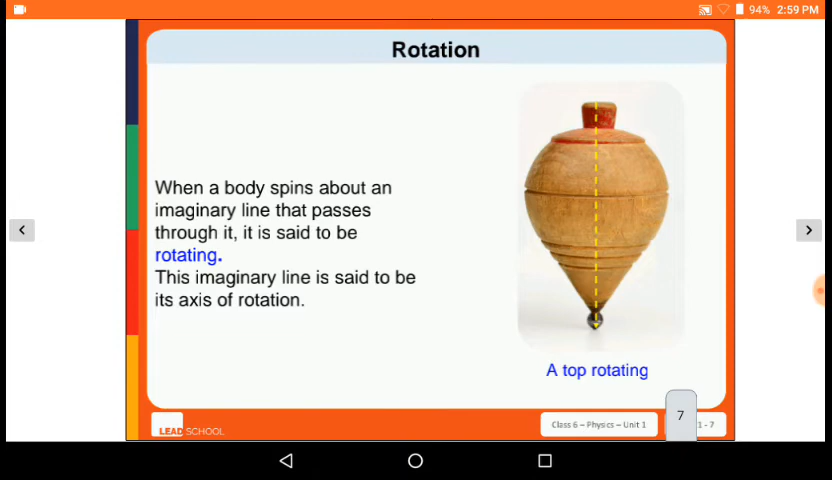 94% 2:59 PM
Rotation
When a body spins about an
imaginary line that passes
through it, it is said to be
rotating.
This imaginary line is said to be
its axis of rotation.
A top rotating
LEAD SCHOOL
Class 6 – Physics – Unit 1
7
1 - 7